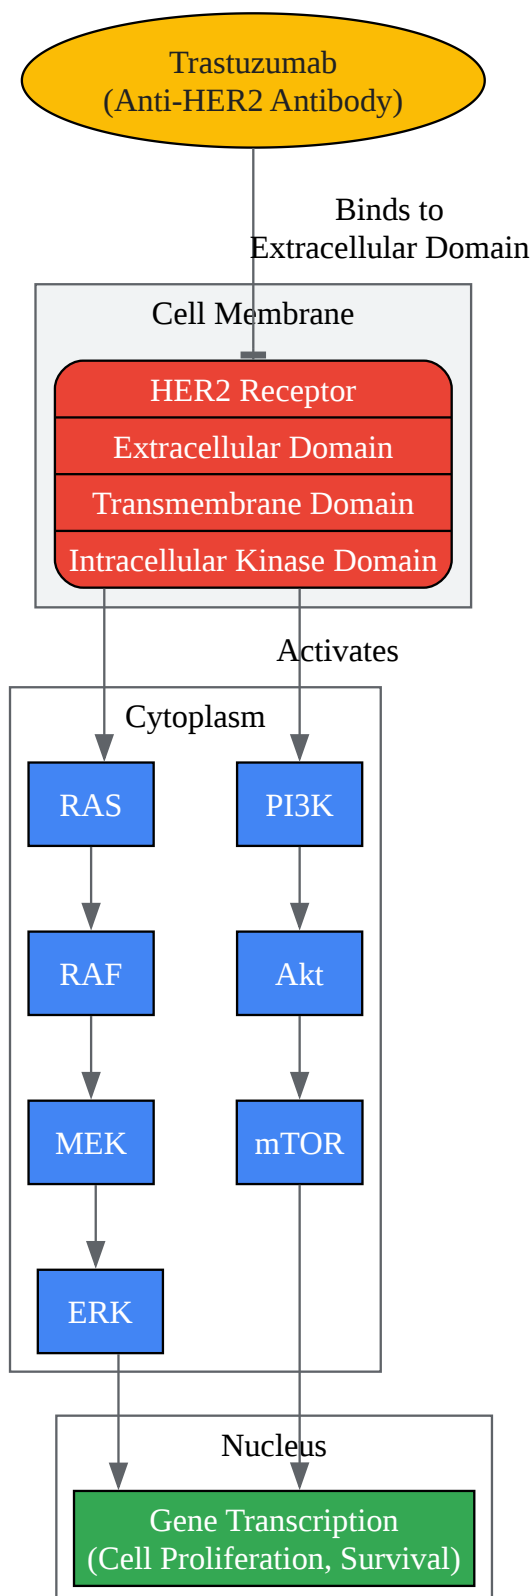 Trastuzumab
(Anti-HER2 Antibody)
Binds to
Extracellular Domain
Cell Membrane
HER2 Receptor
Extracellular Domain
Transmembrane Domain
Intracellular Kinase Domain
Activates
Cytoplasm
RAS
PI3K
RAF
Akt
MEK
mTOR
ERK
Nucleus
Gene Transcription
(Cell Proliferation, Survival)